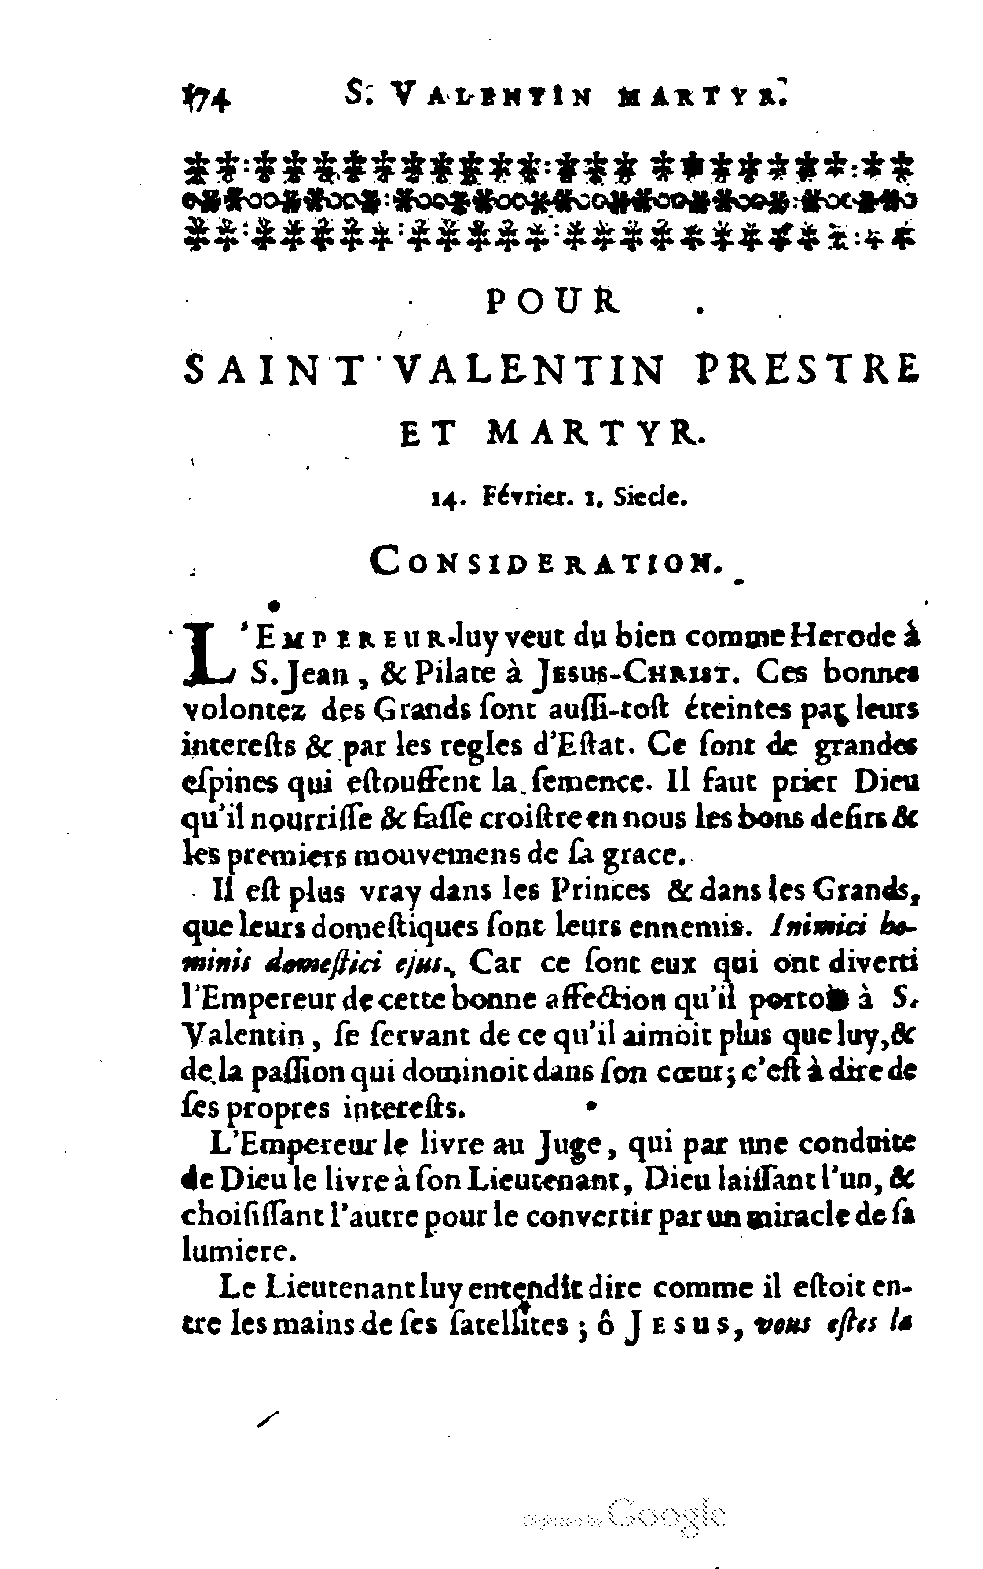 174 S. VALENTIN MARTYR.
POUR
SAINT VALENTIN PRESTRE
ET MARTYR.
14. Février. 1. Siecle.
CONSIDERATION.
L'EMPEREUR luy veut du bien comme Herode à
S. Jean, & Pilate à JESUS-CHRIST. Ces bonnes
volontez des Grands ſont auſſi-toſt éteintes par leurs
intereſts & par les regles d'Eſtat. Ce ſont de grandes
eſpines qui eſtouffent la ſemence. Il faut prier Dieu
qu'il nourriſſe & faſſe croiſtre en nous les bons deſirs &
les premiers mouvemens de ſa grace.
Il eſt plus vray dans les Princes & dans les Grands,
que leurs domeſtiques ſont leurs ennemis. Inimici ho-
minis domeſtici ejus, Car ce ſont eux qui ont diverti
l'Empereur de cette bonne affection qu'il portoit à S.
Valentin, ſe ſervant de ce qu'il aimoit plus que luy, &
de la paſſion qui dominoit dans ſon cœur; c'eſt à dire de
ſes propres intereſts.
L'Empereur le livre au Juge, qui par une conduite
de Dieu le livre à ſon Lieutenant, Dieu laiſſant l'un, &
choiſiſſant l'autre pour le convertir par un miracle de ſa
lumiere.
Le Lieutenant luy entendit dire comme il eſtoit en-
tre les mains de ſes ſatellites; ô JESUS, vous eſtes la
Digitized by Google